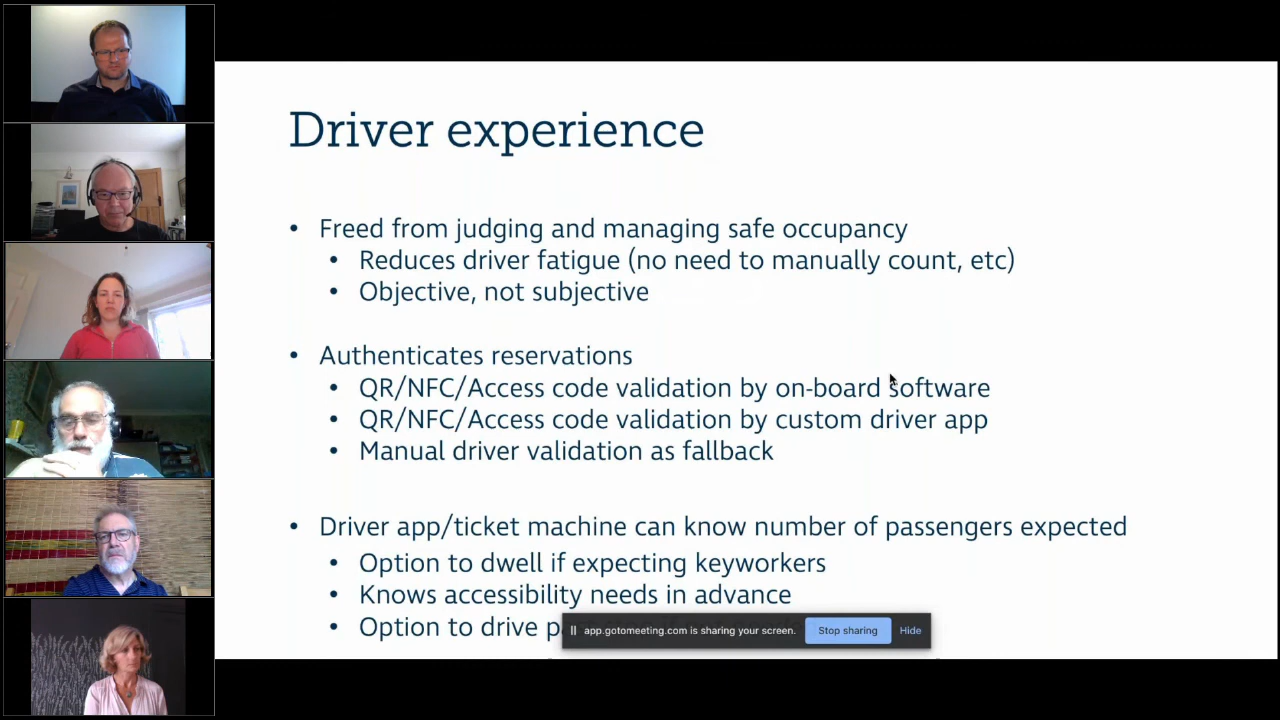 Driver experience
• Freed from judging and managing safe occupancy
• Reduces driver fatigue (no need to manually count, etc)
• Objective, not subjective
• Authenticates reservations
• QR/NFC/Access code validation by on-board software
• QR/NFC/Access code validation by custom driver app
• Manual driver validation as fallback
• Driver app/ticket machine can know number of passengers expected
• Option to dwell if expecting keyworkers
• Knows accessibility needs in advance
• Option to drive
app.gotomeeting.com is sharing your screen. Stop sharing Hide